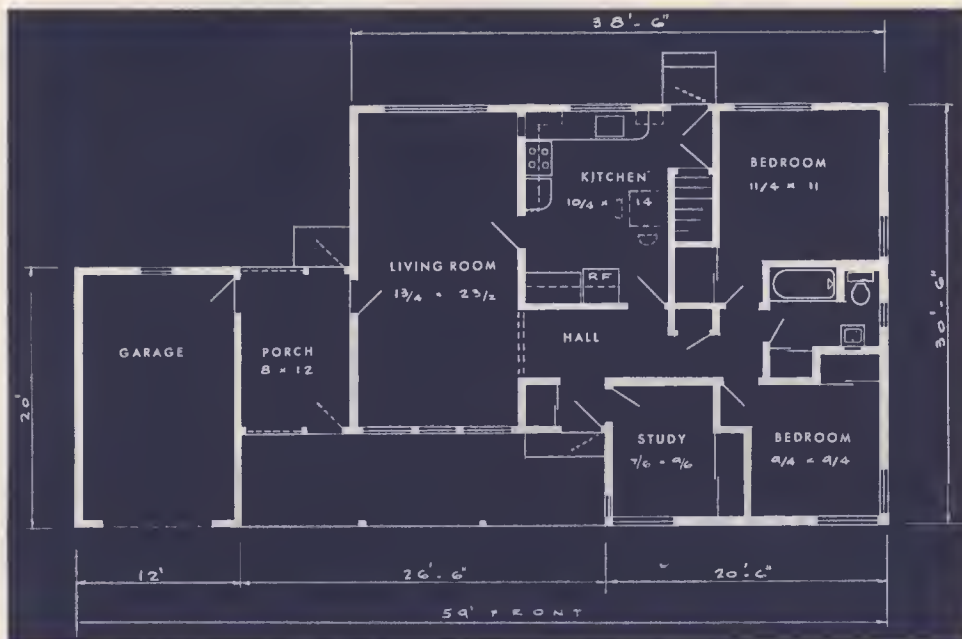 38'-6"
BEDROOM
11/4 × 11
KITCHEN
10/4 × 14
LIVING ROOM
13/4 × 23/2
RF
HALL
GARAGE
PORCH
8 × 12
20'
30'-6"
STUDY
7/6 × 9/6
BEDROOM
9/4 × 9/4
12'
26'-6"
20'-6"
59' FRONT